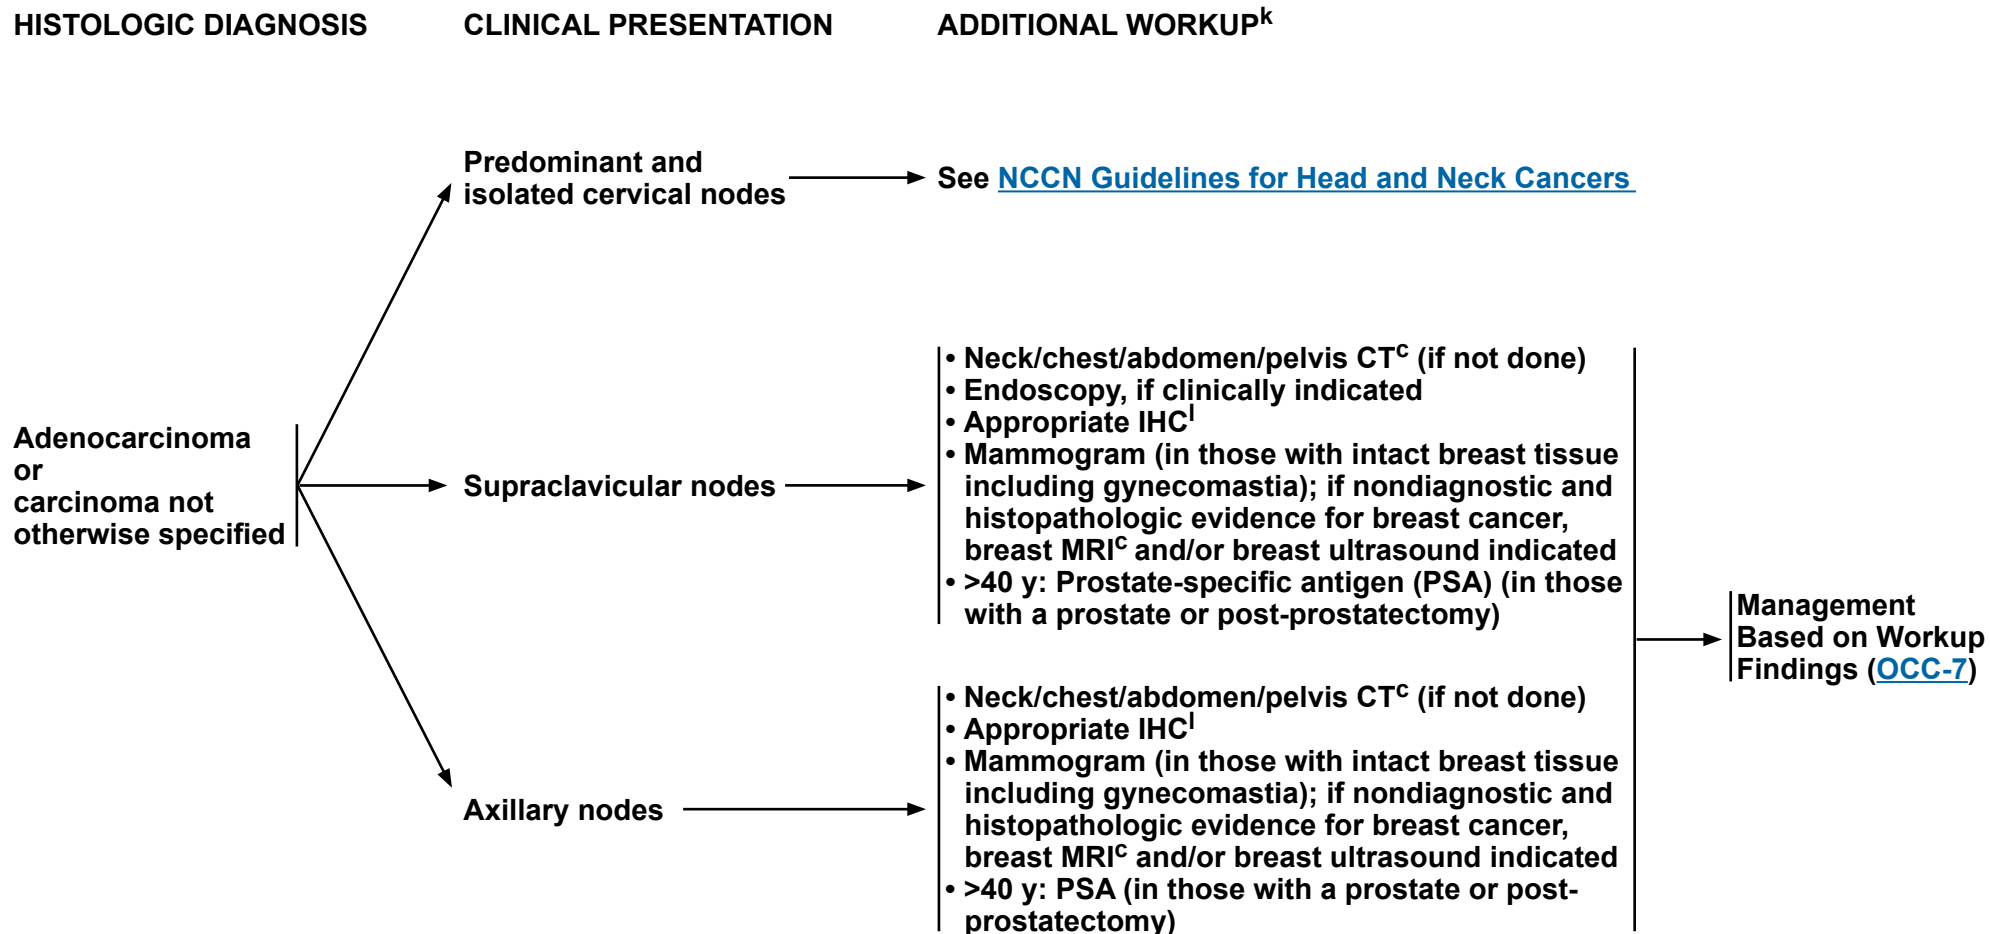 HISTOLOGIC DIAGNOSIS
CLINICAL PRESENTATION
ADDITIONAL WORKUPk
Adenocarcinoma
or
carcinoma not
otherwise specified
Predominant and
isolated cervical nodes
See NCCN Guidelines for Head and Neck Cancers
Supraclavicular nodes
• Neck/chest/abdomen/pelvis CTc (if not done)
• Endoscopy, if clinically indicated
• Appropriate IHCl
• Mammogram (in those with intact breast tissue
including gynecomastia); if nondiagnostic and
histopathologic evidence for breast cancer,
breast MRIc and/or breast ultrasound indicated
• >40 y: Prostate-specific antigen (PSA) (in those
with a prostate or post-prostatectomy)
Axillary nodes
• Neck/chest/abdomen/pelvis CTc (if not done)
• Appropriate IHCl
• Mammogram (in those with intact breast tissue
including gynecomastia); if nondiagnostic and
histopathologic evidence for breast cancer,
breast MRIc and/or breast ultrasound indicated
• >40 y: PSA (in those with a prostate or post-
prostatectomy)
Management
Based on Workup
Findings (OCC-7)